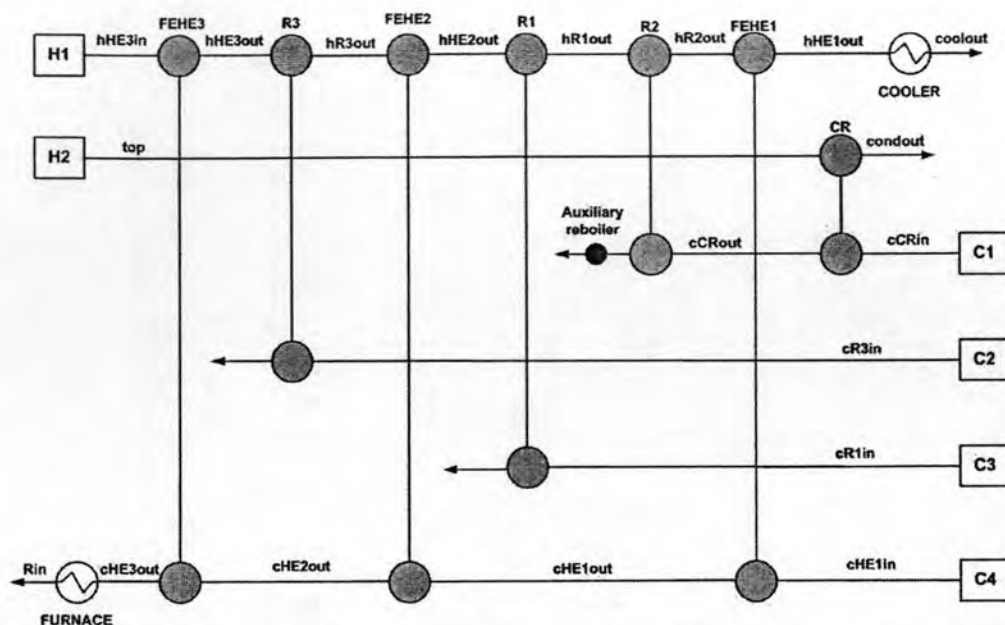 FEHE3 R3 FEHE2 R1 R2 FEHE1
H1 hHE3in hHE3out hR3out hHE2out hR1out hR2out hHE1out coolout
COOLER
CR
H2 top condout
Auxiliary
reboiler cCRout cCRin C1
cR3in C2
cR1in C3
Rin cHE3out cHE2out cHE1out cHE1in C4
FURNACE